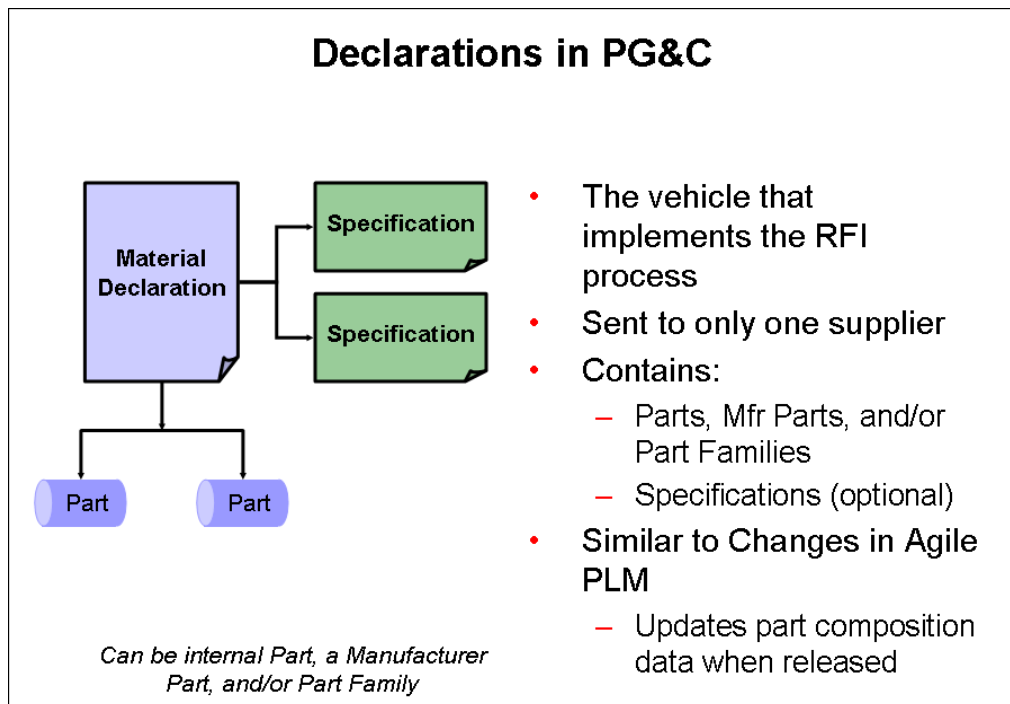 Declarations in PG&C
Material
Declaration
Specification
Specification
Part
Part
Can be internal Part, a Manufacturer
Part, and/or Part Family
• The vehicle that
implements the RFI
process
• Sent to only one supplier
• Contains:
– Parts, Mfr Parts, and/or
Part Families
– Specifications (optional)
• Similar to Changes in Agile
PLM
– Updates part composition
data when released